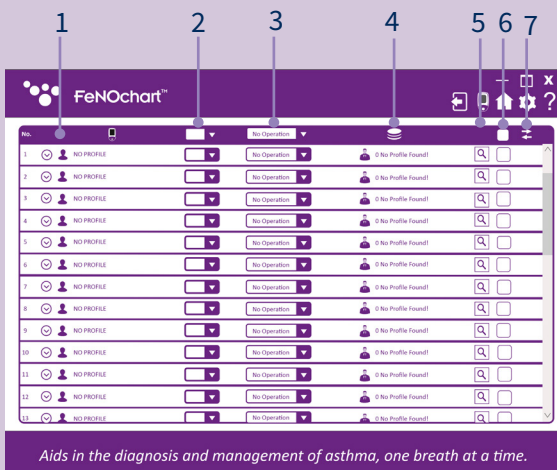 1 2 3 4 5 6 7
X
FeNOchart™
?
No. No Operation
1 NO PROFILE No Operation 0 No Profile Found!
2 NO PROFILE No Operation 0 No Profile Found!
3 NO PROFILE No Operation 0 No Profile Found!
4 NO PROFILE No Operation 0 No Profile Found!
5 NO PROFILE No Operation 0 No Profile Found!
6 NO PROFILE No Operation 0 No Profile Found!
7 NO PROFILE No Operation 0 No Profile Found!
8 NO PROFILE No Operation 0 No Profile Found!
9 NO PROFILE No Operation 0 No Profile Found!
10 NO PROFILE No Operation 0 No Profile Found!
11 NO PROFILE No Operation 0 No Profile Found!
12 NO PROFILE No Operation 0 No Profile Found!
13 NO PROFILE No Operation 0 No Profile Found!
Aids in the diagnosis and management of asthma, one breath at a time.